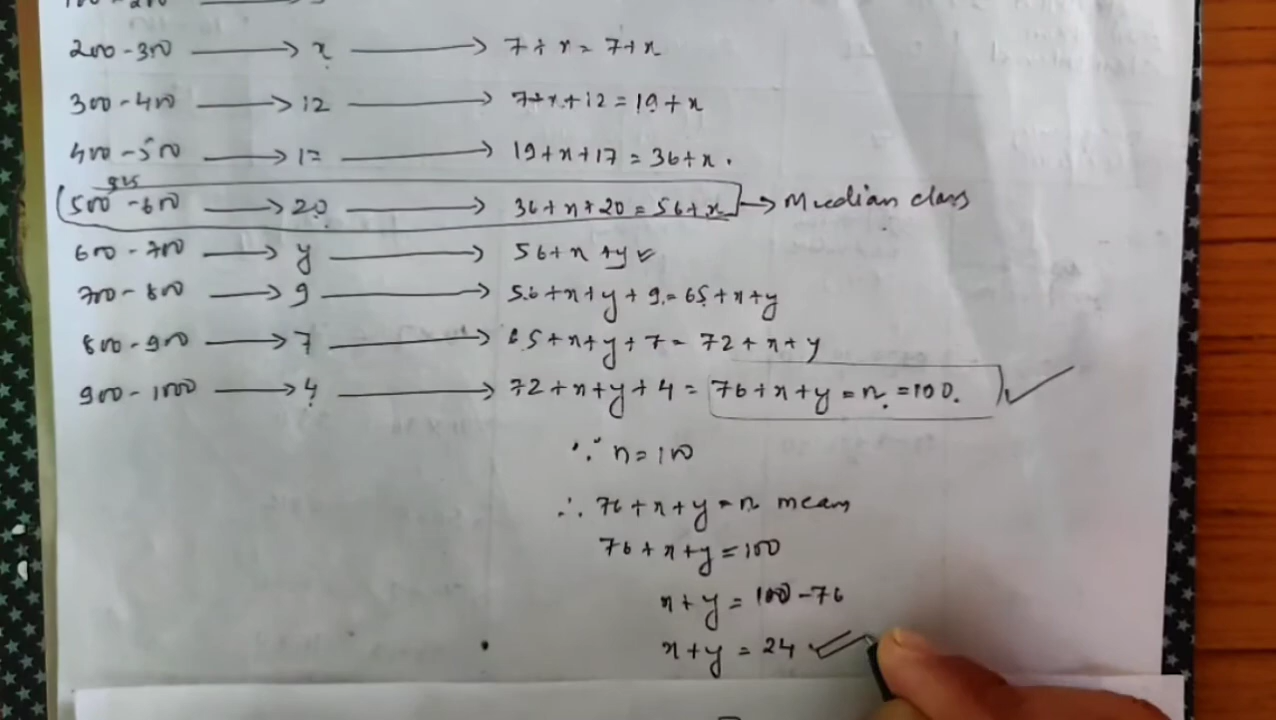 200-300 → x → 7+x = 7+x
300-400 → 12 → 7+x+12 = 19+x
400-500 → 17 → 19+x+17 = 36+x.
525
500-600 → 20 → 36+x+20 = 56+x → Median class
600-700 → y → 56+x+y
700-800 → 9 → 56+x+y+9 = 65+x+y
800-900 → 7 → 65+x+y+7 = 72+x+y
900-1000 → 4 → 72+x+y+4 = 76+x+y = n = 100.
∵ n = 100
∴ 76+x+y = n mean
76+x+y = 100
x+y = 100-76
x+y = 24